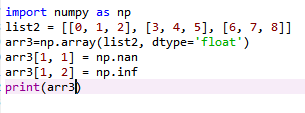 import numpy as np
list2 = [[0, 1, 2], [3, 4, 5], [6, 7, 8]]
arr3=np.array(list2, dtype='float')
arr3[1, 1] = np.nan
arr3[1, 2] = np.inf
print(arr3)